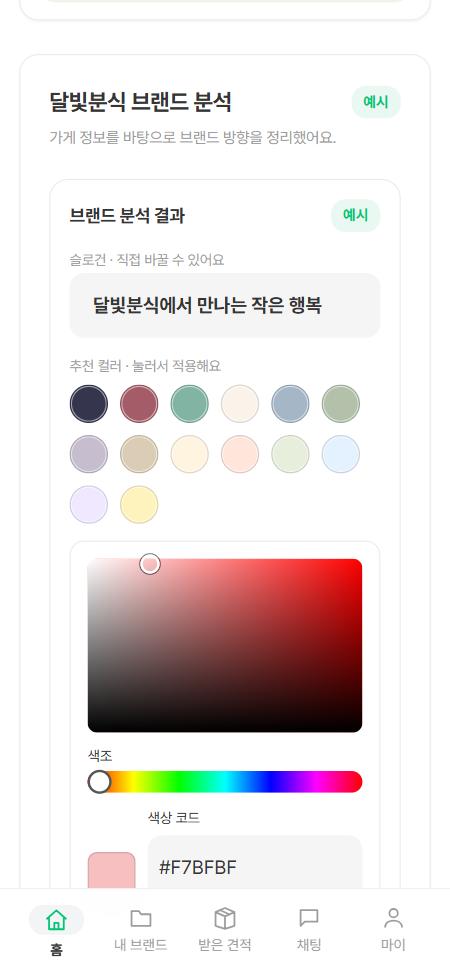 달빛분식 브랜드 분석
예시
가게 정보를 바탕으로 브랜드 방향을 정리했어요.
브랜드 분석 결과
예시
슬로건 · 직접 바꿀 수 있어요
달빛분식에서 만나는 작은 행복
추천 컬러 · 눌러서 적용해요
색조
색상 코드
#F7BFBF
홈
내 브랜드
받은 견적
채팅
마이